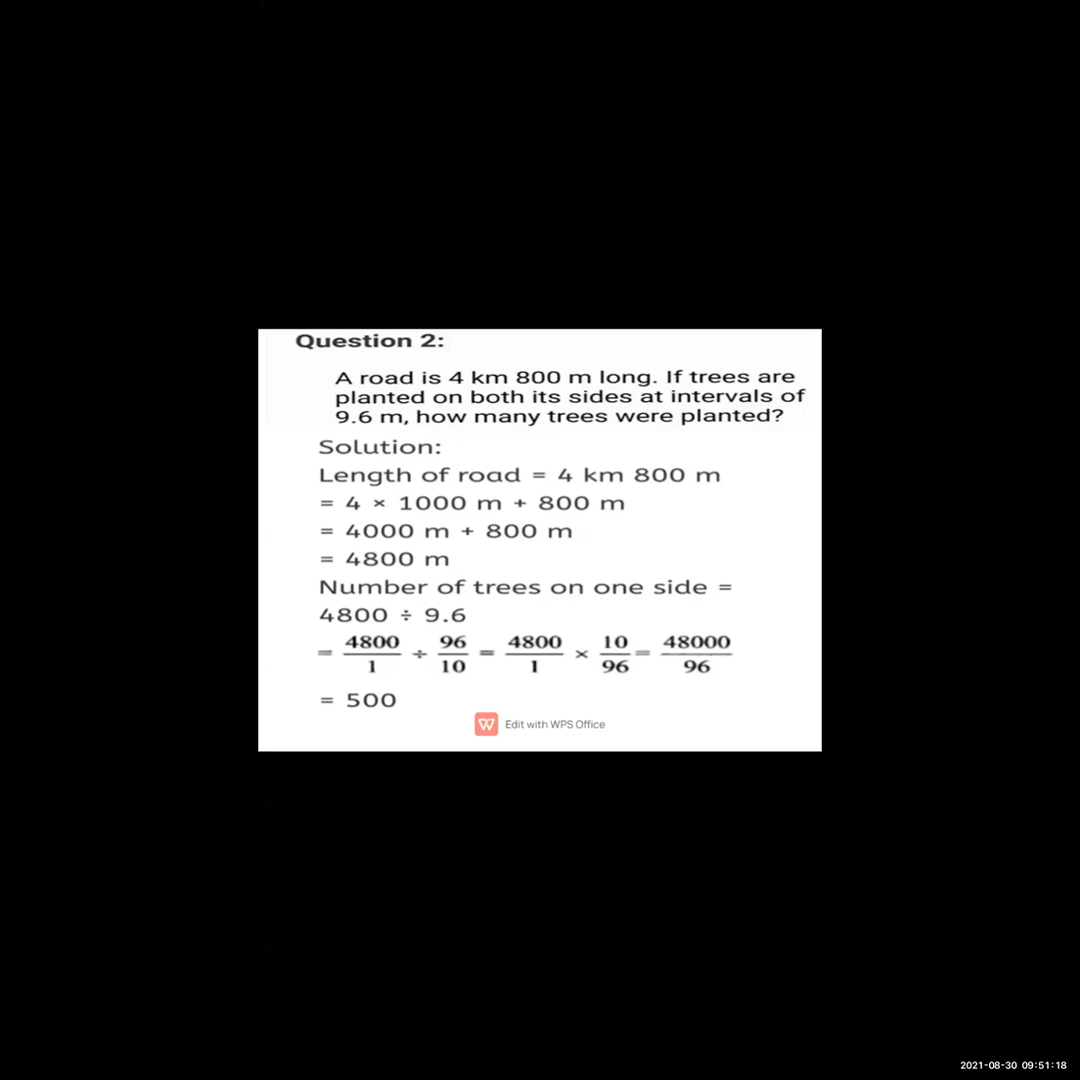 Question 2:
A road is 4 km 800 m long. If trees are
planted on both its sides at intervals of
9.6 m, how many trees were planted?
Solution:
Length of road = 4 km 800 m
= 4 × 1000 m + 800 m
= 4000 m + 800 m
= 4800 m
Number of trees on one side =
4800 ÷ 9.6
= 4800/1 ÷ 96/10 = 4800/1 × 10/96 = 48000/96
= 500
Edit with WPS Office
2021-08-30 09:51:18